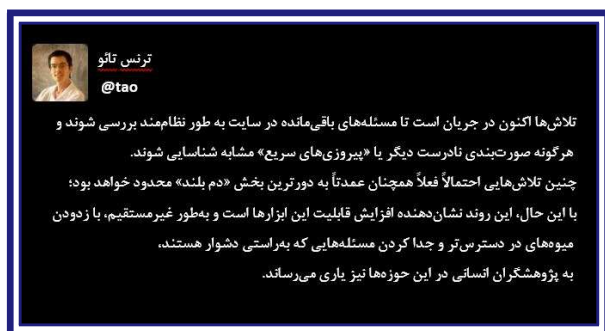 ترنس تائو
@tao
تلاش‌ها اکنون در جریان است تا مسئله‌های باقی‌مانده در سایت به طور نظام‌مند بررسی شوند و
هرگونه صورت‌بندی نادرست دیگر یا «پیروزی‌های سریع» مشابه شناسایی شوند.
چنین تلاش‌هایی احتمالاً فعلاً همچنان عمدتاً به دورترین بخش «دم بلند» محدود خواهد بود؛
با این حال، این روند نشان‌دهنده افزایش قابلیت این ابزارها است و به‌طور غیرمستقیم، با زدودن
میوه‌های در دسترس‌تر و جدا کردن مسئله‌هایی که به‌راستی دشوار هستند،
به پژوهشگران انسانی در این حوزه‌ها نیز یاری می‌رساند.